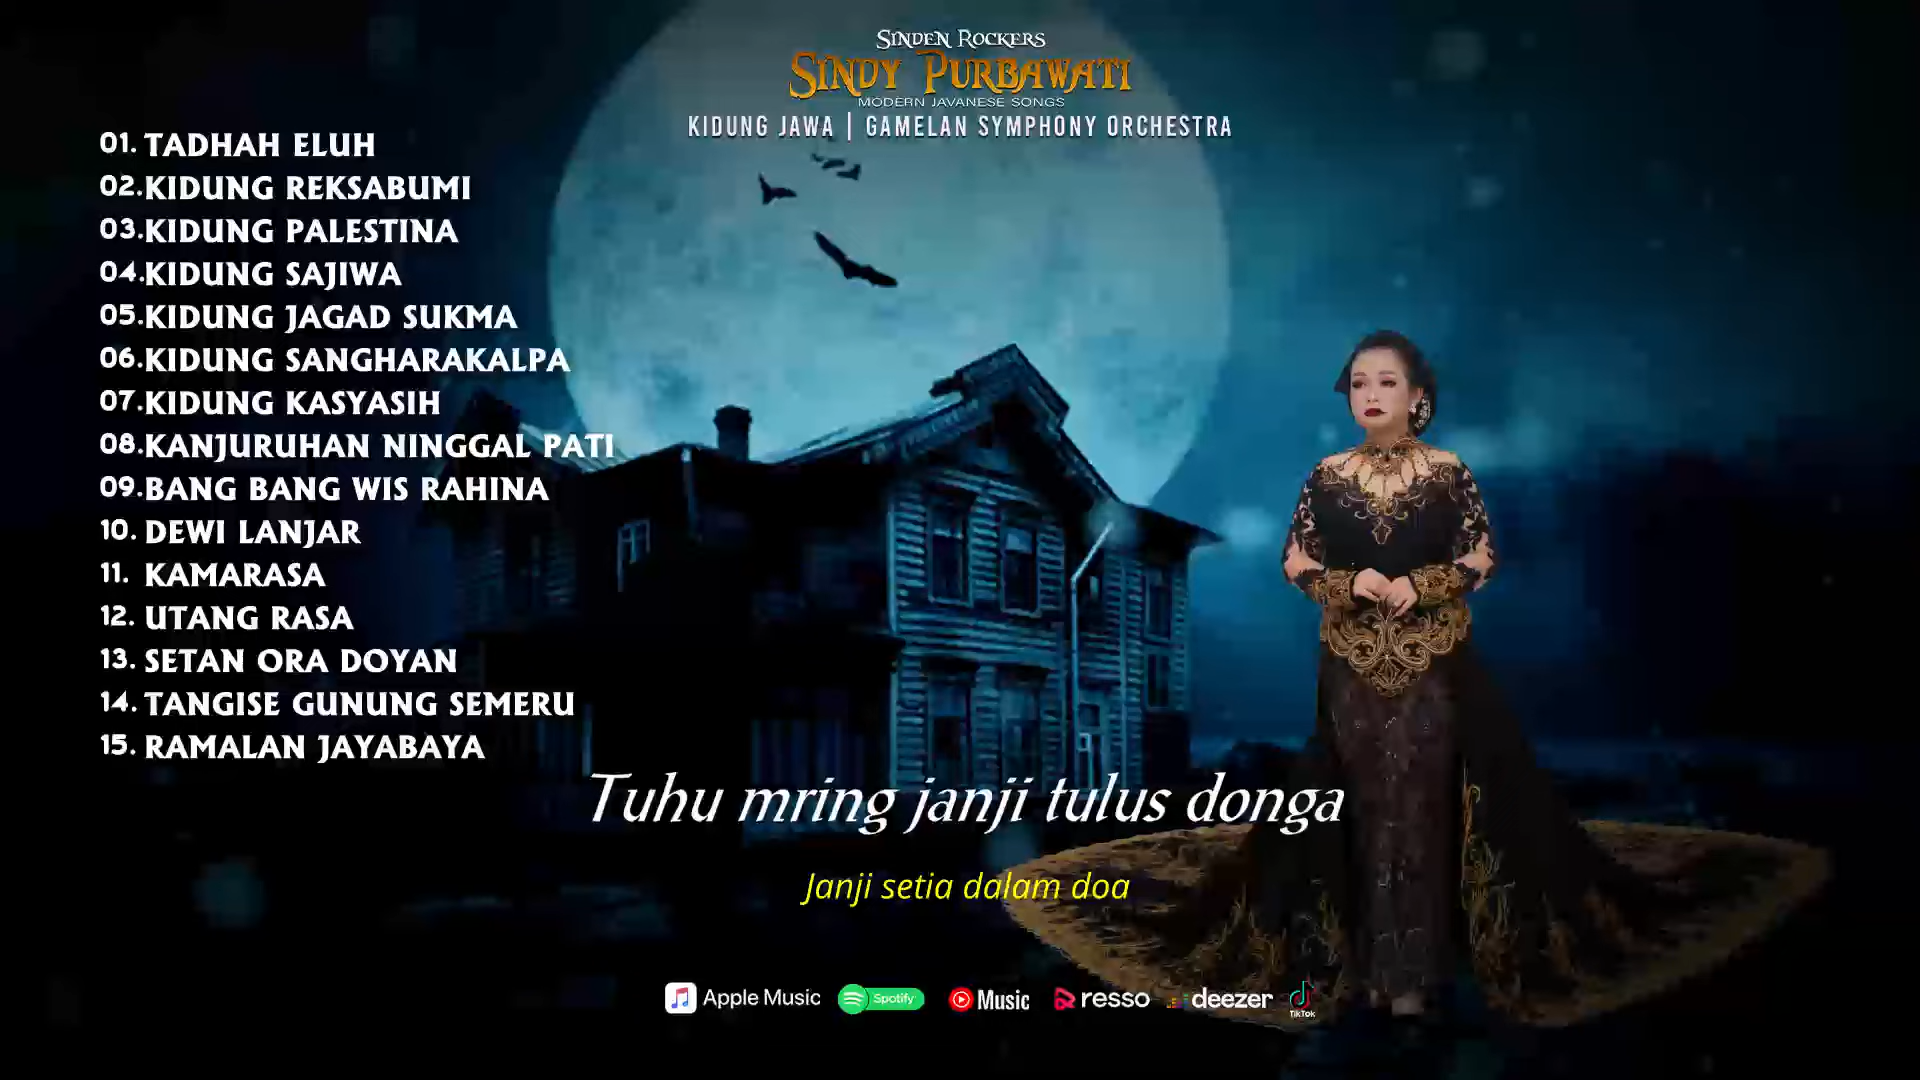 SINDEN ROCKERS
SINDY PURBAWATI
MODERN JAVANESE SONGS
KIDUNG JAWA | GAMELAN SYMPHONY ORCHESTRA
01. TADHAH ELUH
02.KIDUNG REKSABUMI
03.KIDUNG PALESTINA
04.KIDUNG SAJIWA
05.KIDUNG JAGAD SUKMA
06.KIDUNG SANGHARAKALPA
07.KIDUNG KASYASIH
08.KANJURUHAN NINGGAL PATI
09.BANG BANG WIS RAHINA
10. DEWI LANJAR
11. KAMARASA
12. UTANG RASA
13. SETAN ORA DOYAN
14. TANGISE GUNUNG SEMERU
15. RAMALAN JAYABAYA
Tuhu mring janji tulus donga
Janji setia dalam doa
Apple Music Spotify Music resso deezer TikTok